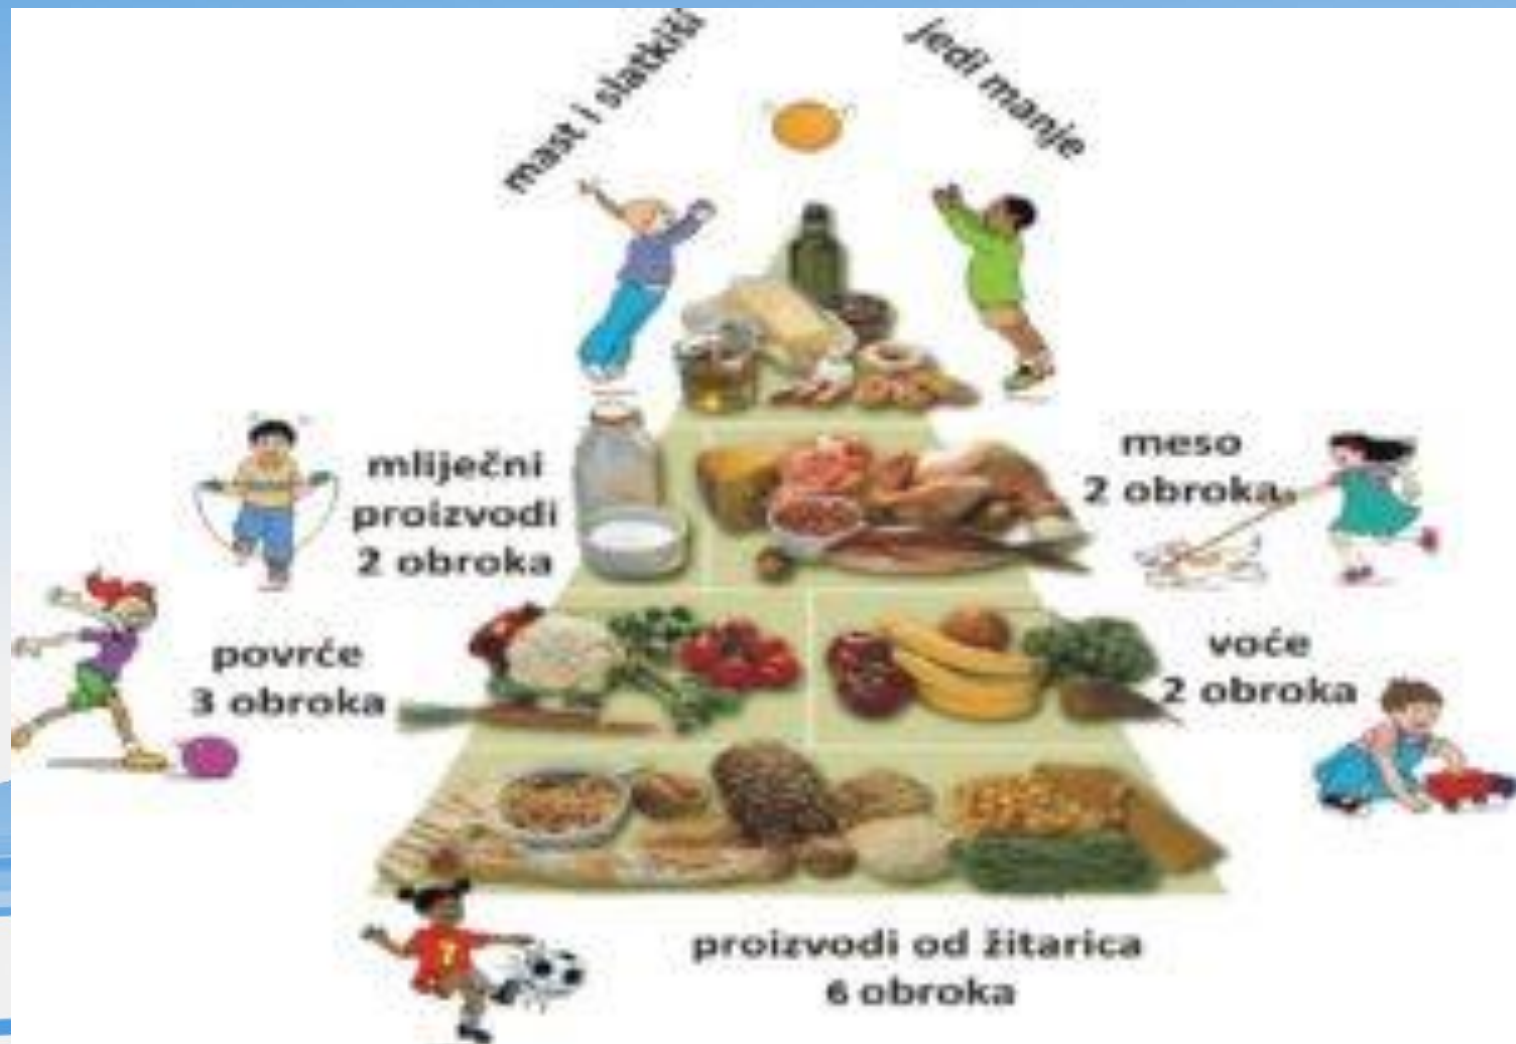 mast i slatkiši
jedi manje
mliječni
proizvodi
2 obroka
meso
2 obroka
povrće
3 obroka
voće
2 obroka
7
proizvodi od žitarica
6 obroka